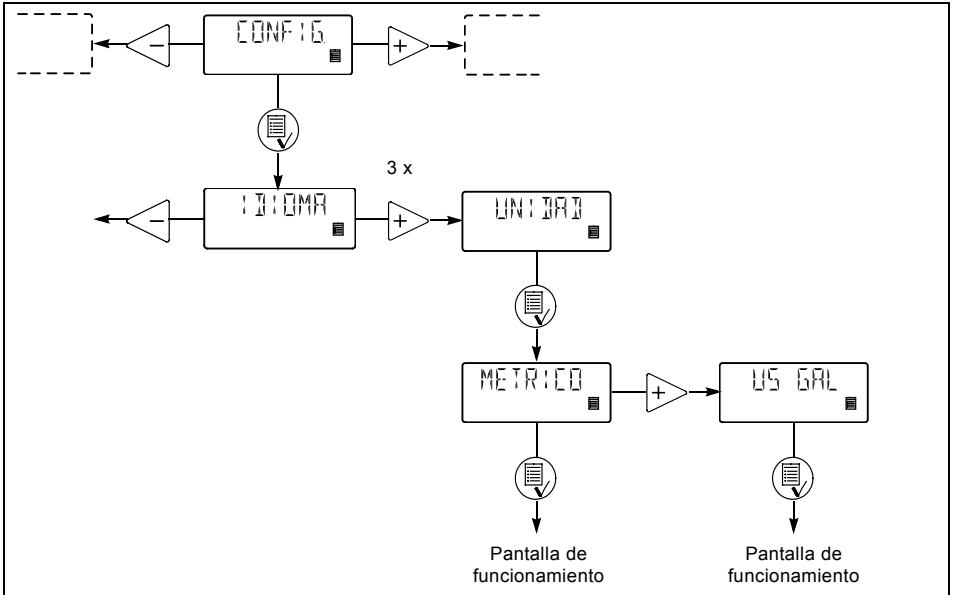 CONFIG.
3 x
IDIOMA
UNIDAD
METRICO
US GAL
Pantalla de
funcionamiento
Pantalla de
funcionamiento